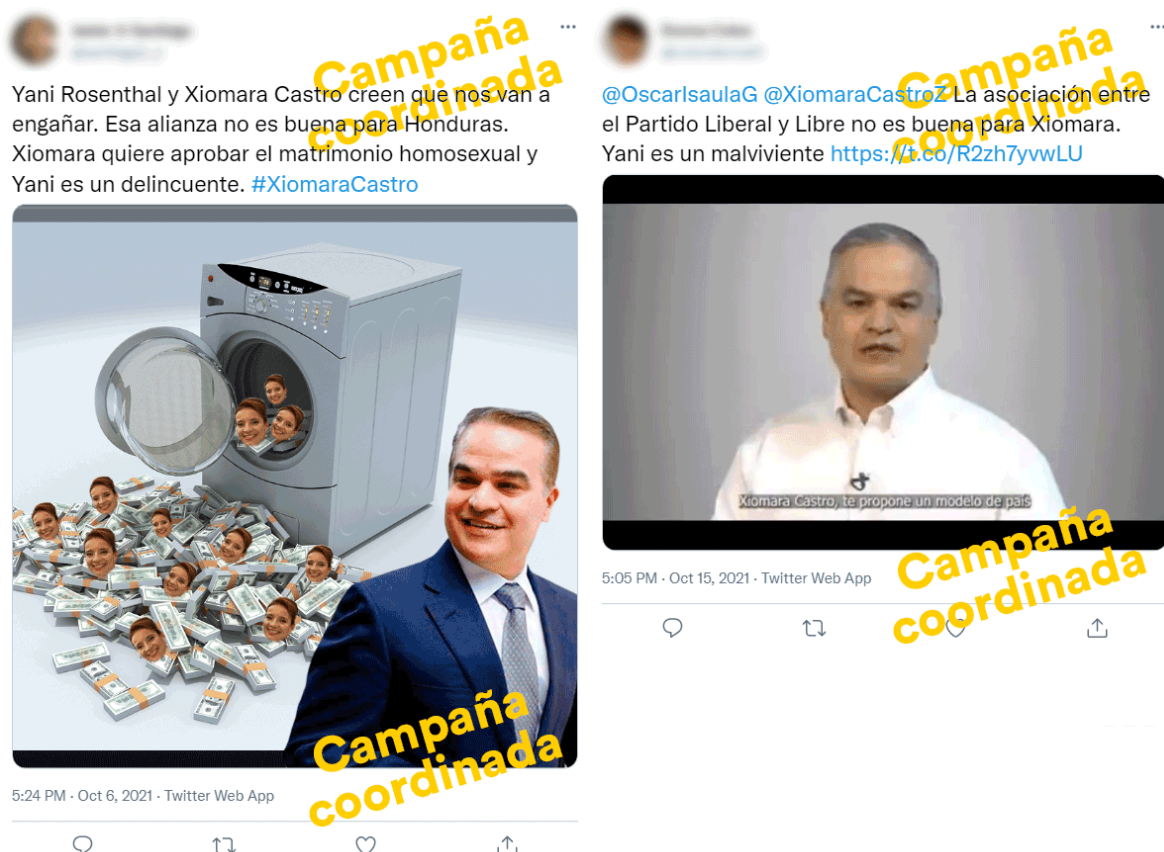 Campaña
coordinada
Yani Rosenthal y Xiomara Castro creen que nos van a
engañar. Esa alianza no es buena para Honduras.
Xiomara quiere aprobar el matrimonio homosexual y
Yani es un delincuente. #XiomaraCastro
Campaña
coordinada
5:24 PM · Oct 6, 2021 · Twitter Web App
Campaña
coordinada
@OscarIsaulaG @XiomaraCastroZ La asociación entre
el Partido Liberal y Libre no es buena para Xiomara.
Yani es un malviviente https://t.co/R2zh7yvwLU
Xiomara Castro, te propone un modelo de país
Campaña
coordinada
5:05 PM · Oct 15, 2021 · Twitter Web App